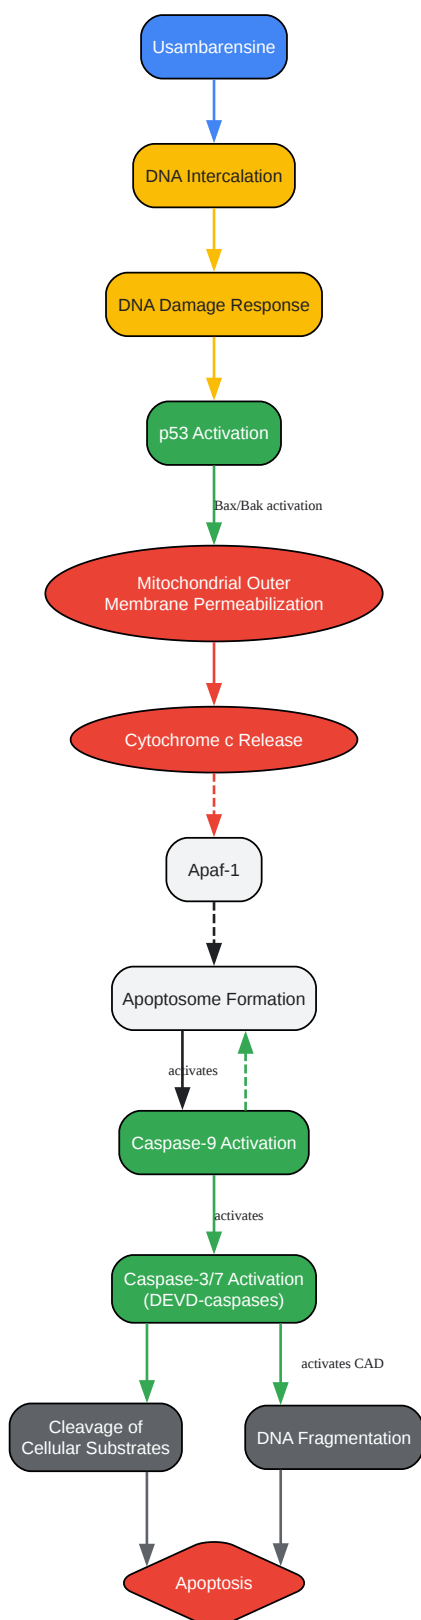 Usambarensine
DNA Intercalation
DNA Damage Response
p53 Activation
Bax/Bak activation
Mitochondrial Outer
Membrane Permeabilization
Cytochrome c Release
Apaf-1
Apoptosome Formation
activates
Caspase-9 Activation
activates
Caspase-3/7 Activation
(DEVD-caspases)
activates CAD
Cleavage of
Cellular Substrates
DNA Fragmentation
Apoptosis